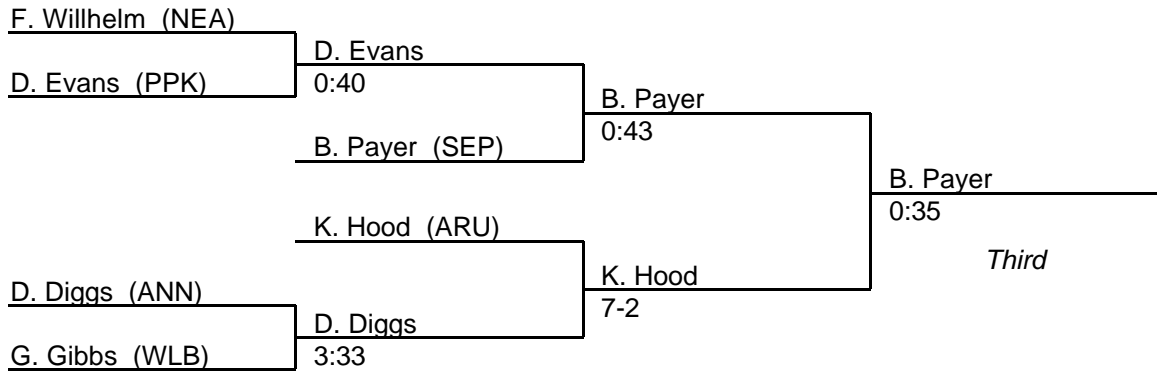 F. Willhelm (NEA)
D. Evans
D. Evans (PPK)
0:40
B. Payer
0:43
B. Payer (SEP)
B. Payer
0:35
K. Hood (ARU)
Third
K. Hood
D. Diggs (ANN)
7-2
D. Diggs
G. Gibbs (WLB)
3:33